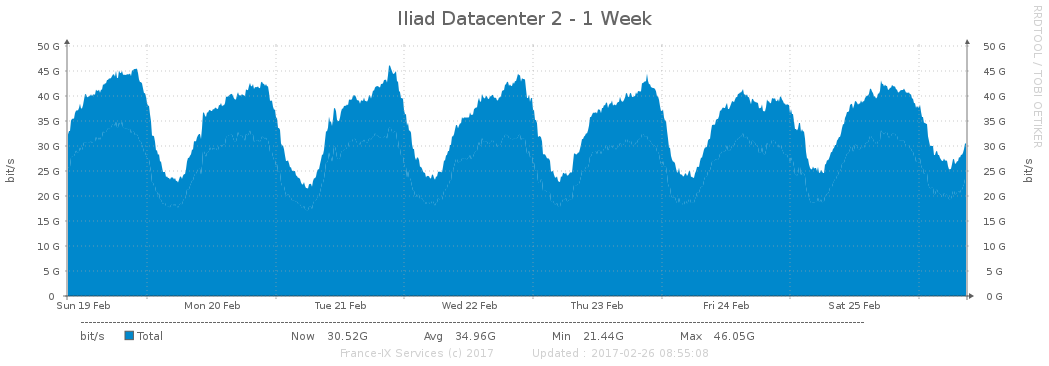 Iliad Datacenter 2 - 1 Week
RRDTOOL / TOBI OETIKER
50 G 50 G
45 G 45 G
40 G 40 G
35 G 35 G
30 G 30 G
25 G 25 G
20 G 20 G
15 G 15 G
10 G 10 G
5 G 5 G
0 0 G
bit/s bit/s
Sun 19 Feb Mon 20 Feb Tue 21 Feb Wed 22 Feb Thu 23 Feb Fri 24 Feb Sat 25 Feb
bit/s Total Now 30.52G Avg 34.96G Min 21.44G Max 46.05G
France-IX Services (c) 2017 Updated : 2017-02-26 08:55:08